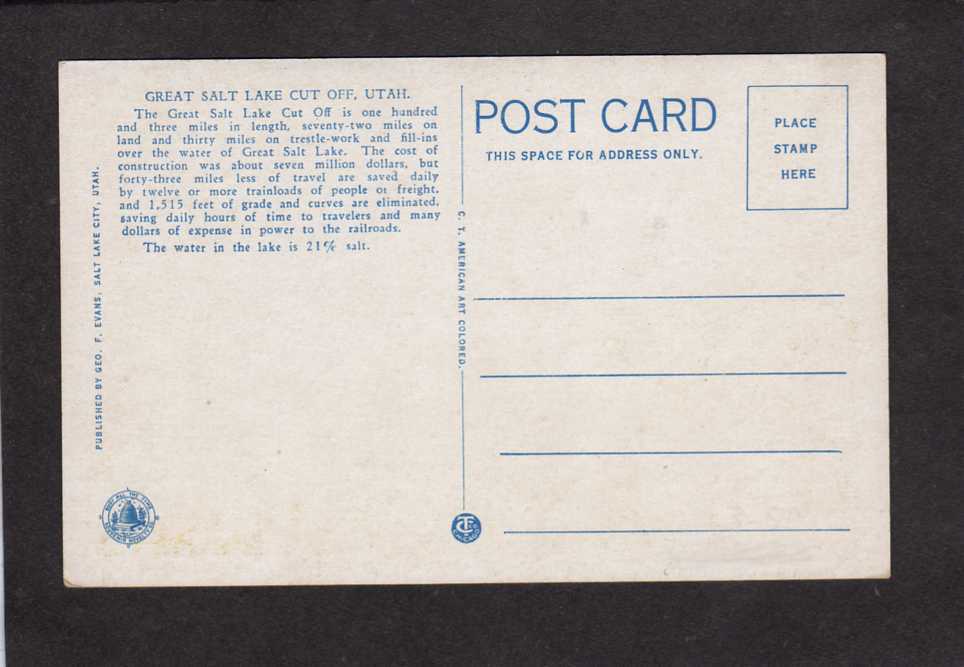 GREAT SALT LAKE CUT OFF, UTAH.
The Great Salt Lake Cut Off is one hundred
and three miles in length, seventy-two miles on
land and thirty miles on trestle-work and fill-ins
over the water of Great Salt Lake. The cost of
construction was about seven million dollars, but
forty-three miles less of travel are saved daily
by twelve or more trainloads of people or freight,
and 1,515 feet of grade and curves are eliminated,
saving daily hours of time to travelers and many
dollars of expense in power to the railroads.
The water in the lake is 21% salt.
PUBLISHED BY GEO. F. EVANS, SALT LAKE CITY, UTAH.
C. T. AMERICAN ART COLORED.
CHICAGO
POST CARD
THIS SPACE FOR ADDRESS ONLY.
PLACE
STAMP
HERE